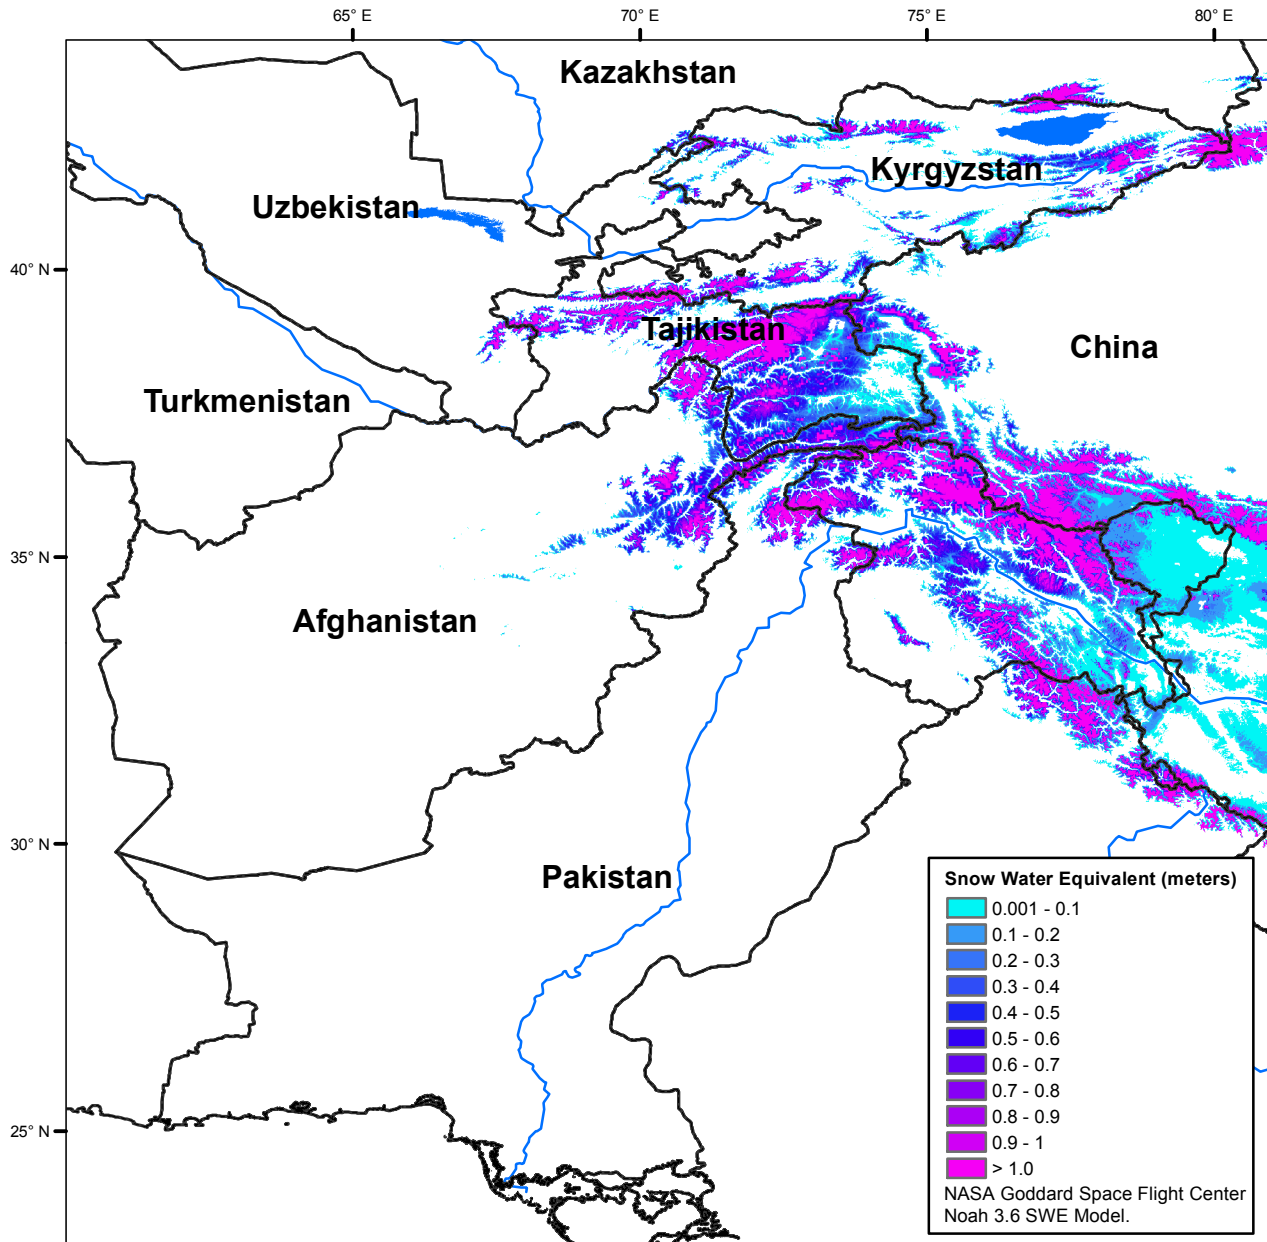 65° E
70° E
75° E
80° E
Kazakhstan
Kyrgyzstan
Uzbekistan
40° N
Tajikistan
China
Turkmenistan
35° N
Afghanistan
30° N
Pakistan
25° N
Snow Water Equivalent (meters)
0.001 - 0.1
0.1 - 0.2
0.2 - 0.3
0.3 - 0.4
0.4 - 0.5
0.5 - 0.6
0.6 - 0.7
0.7 - 0.8
0.8 - 0.9
0.9 - 1
> 1.0
NASA Goddard Space Flight Center
Noah 3.6 SWE Model.